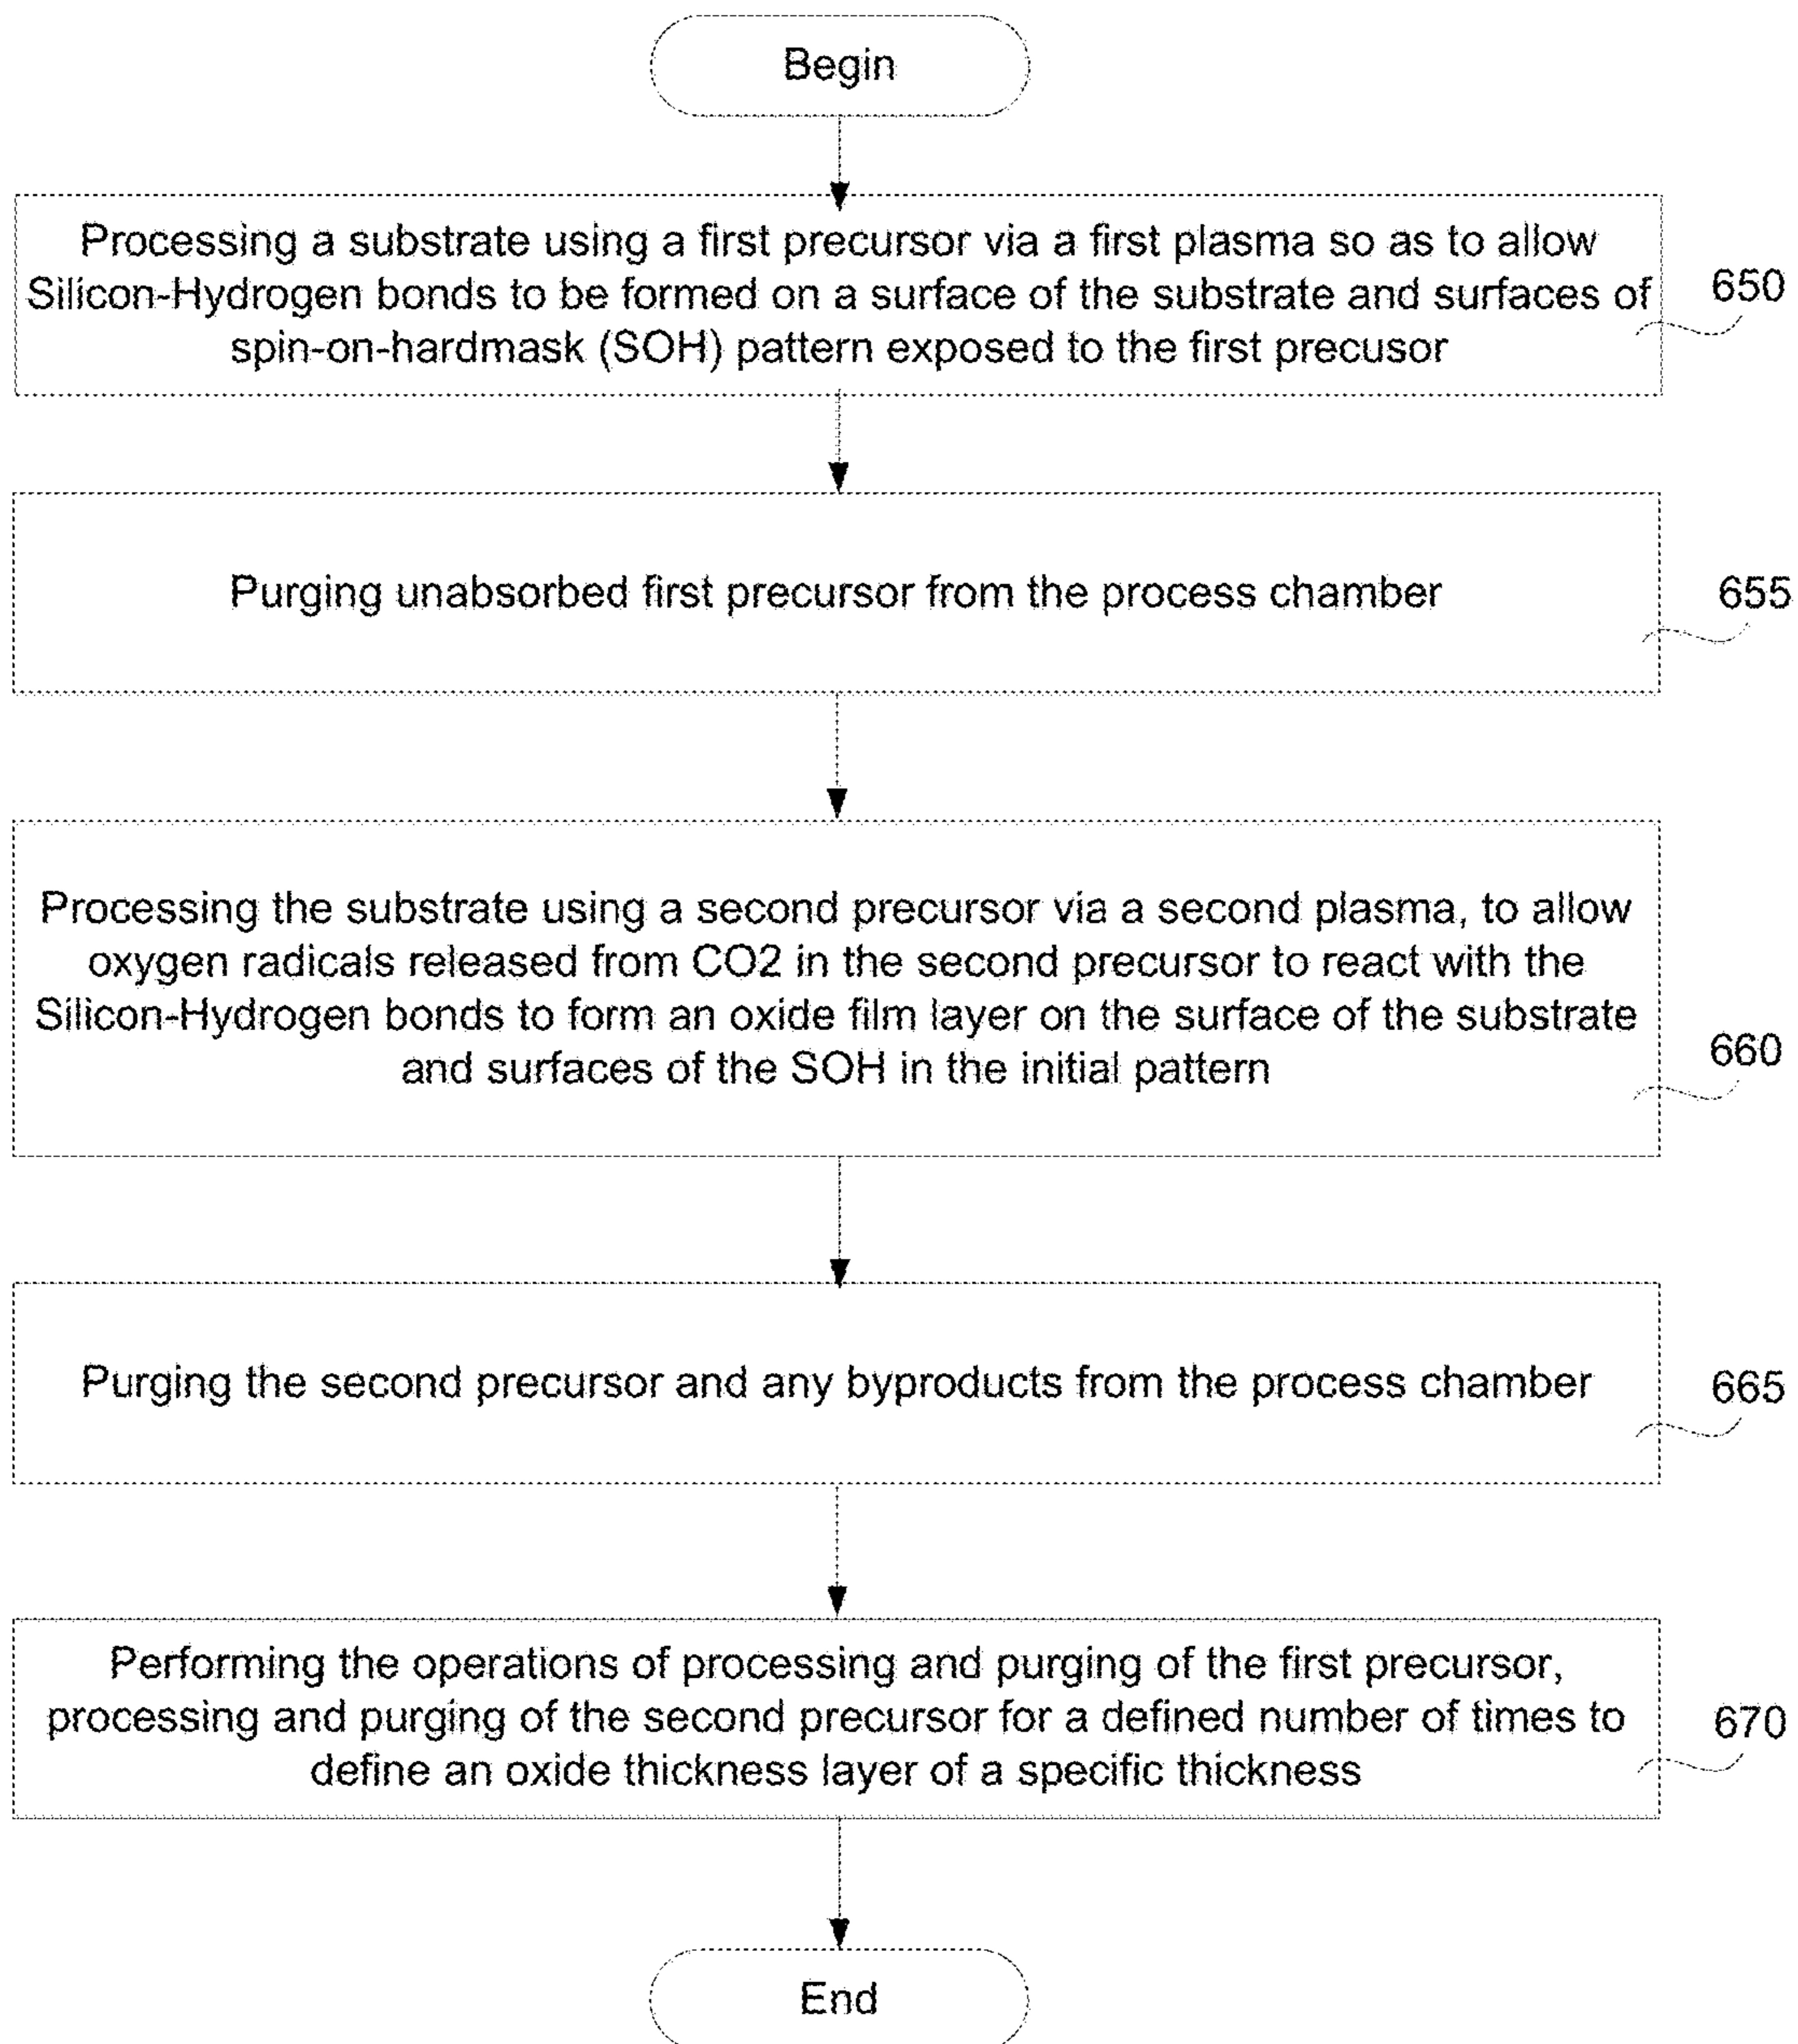 Begin
Processing a substrate using a first precursor via a first plasma so as to allow
Silicon-Hydrogen bonds to be formed on a surface of the substrate and surfaces of
spin-on-hardmask (SOH) pattern exposed to the first precusor
650
Purging unabsorbed first precursor from the process chamber
655
Processing the substrate using a second precursor via a second plasma, to allow
oxygen radicals released from CO2 in the second precursor to react with the
Silicon-Hydrogen bonds to form an oxide film layer on the surface of the substrate
and surfaces of the SOH in the initial pattern
660
Purging the second precursor and any byproducts from the process chamber
665
Performing the operations of processing and purging of the first precursor,
processing and purging of the second precursor for a defined number of times to
define an oxide thickness layer of a specific thickness
670
End